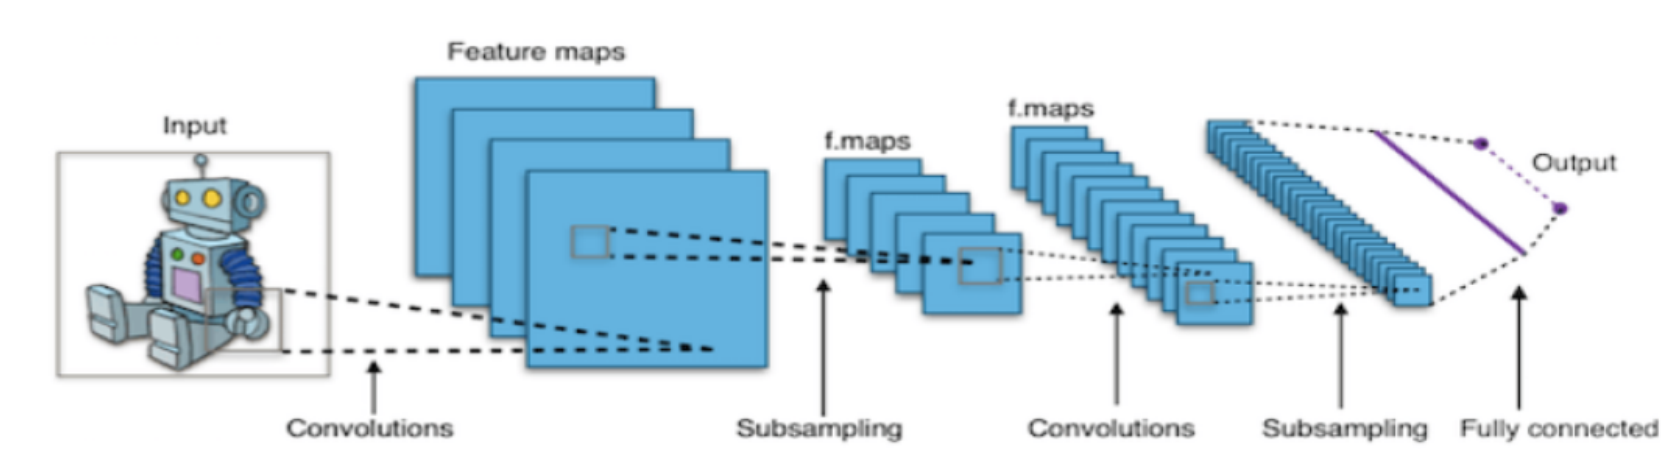 Input
Feature maps
f.maps
f.maps
Output
Convolutions
Subsampling
Convolutions
Subsampling
Fully connected